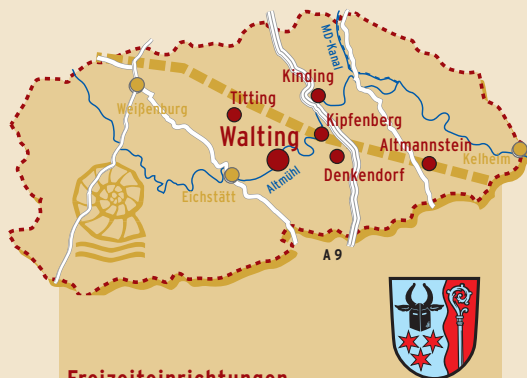 MD-Kanal
Kinding
Weißenburg
Titting
Kipfenberg
Walting
Altmannstein
Kelheim
Denkendorf
Altmühl
Eichstätt
A 9
Freizeiteinrichtungen